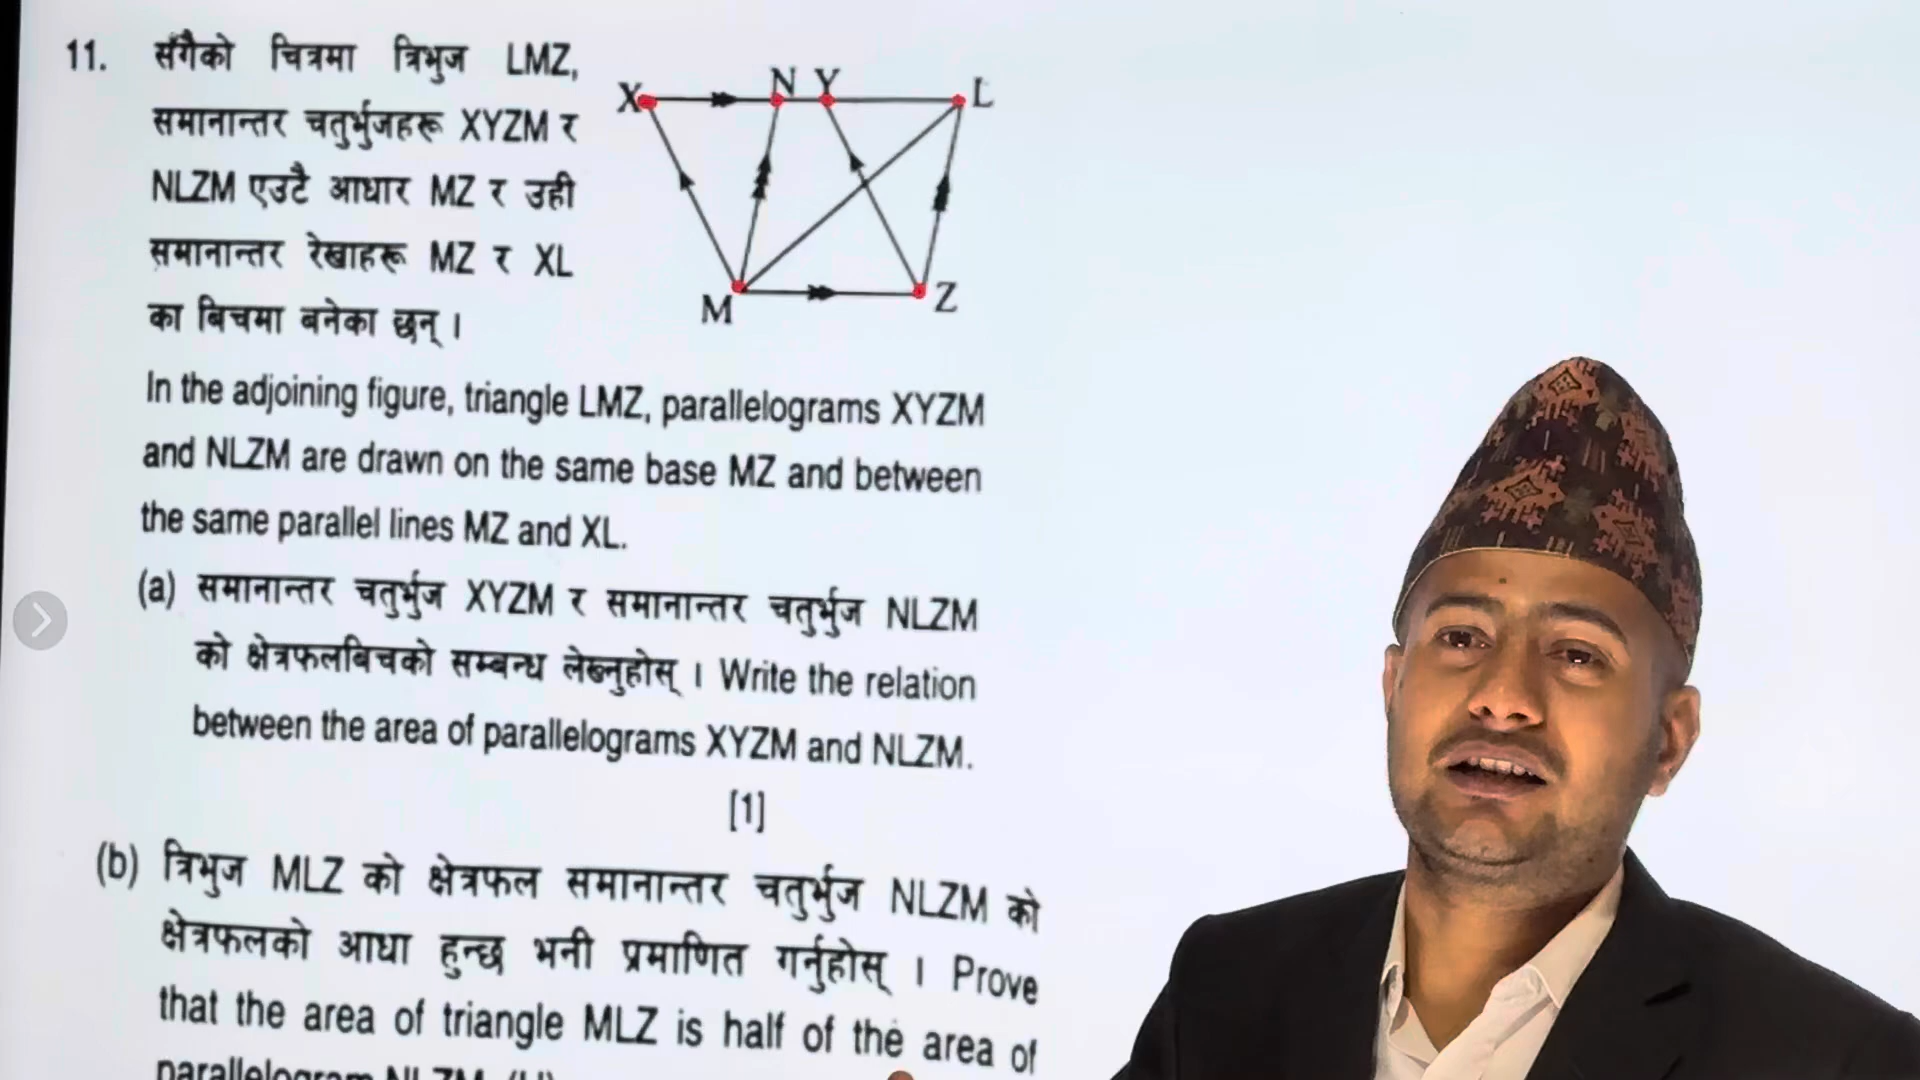 11. सँगैको चित्रमा त्रिभुज LMZ,
समानान्तर चतुर्भुजहरू XYZM र
NLZM एउटै आधार MZ र उही
समानान्तर रेखाहरू MZ र XL
का बिचमा बनेका छन् ।
X N Y L
M Z
In the adjoining figure, triangle LMZ, parallelograms XYZM
and NLZM are drawn on the same base MZ and between
the same parallel lines MZ and XL.
(a) समानान्तर चतुर्भुज XYZM र समानान्तर चतुर्भुज NLZM
को क्षेत्रफलबिचको सम्बन्ध लेख्नुहोस् । Write the relation
between the area of parallelograms XYZM and NLZM.
[1]
(b) त्रिभुज MLZ को क्षेत्रफल समानान्तर चतुर्भुज NLZM को
क्षेत्रफलको आधा हुन्छ भनी प्रमाणित गर्नुहोस् । Prove
that the area of triangle MLZ is half of the area of
parallelogram NLZM.